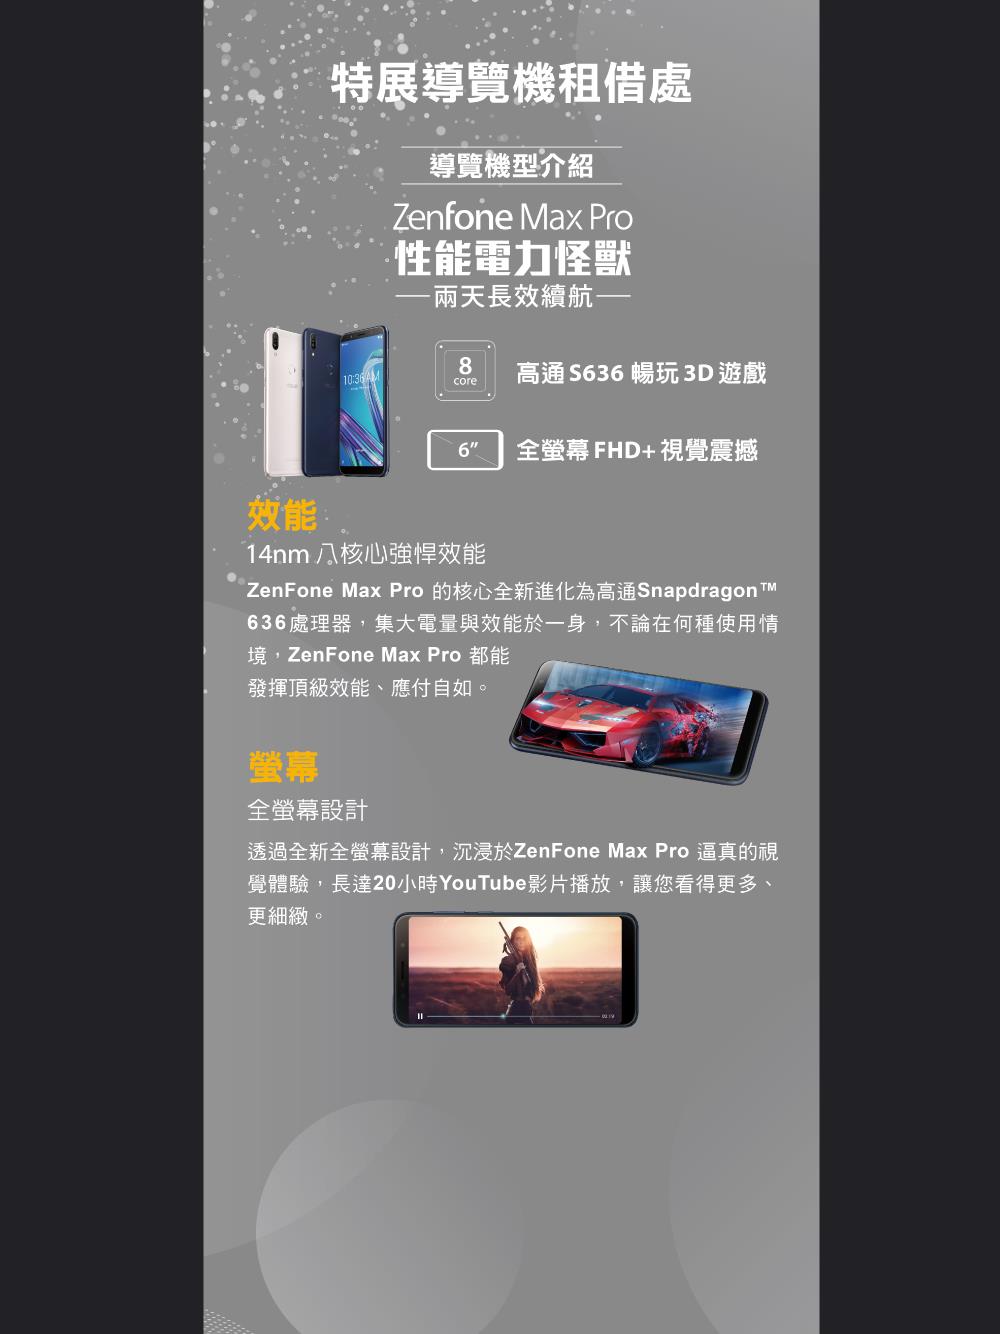 特展導覽機租借處
導覽機型介紹
Zenfone Max Pro
性能電力怪獸
兩天長效續航
10:36 AM
8
core
高通 S636 暢玩 3D 遊戲
6”
全螢幕 FHD+ 視覺震撼
效能
14nm 八核心強悍效能
ZenFone Max Pro 的核心全新進化為高通Snapdragon™
636處理器，集大電量與效能於一身，不論在何種使用情
境，ZenFone Max Pro 都能
發揮頂級效能、應付自如。
螢幕
全螢幕設計
透過全新全螢幕設計，沉浸於ZenFone Max Pro 逼真的視
覺體驗，長達20小時YouTube影片播放，讓您看得更多、
更細緻。